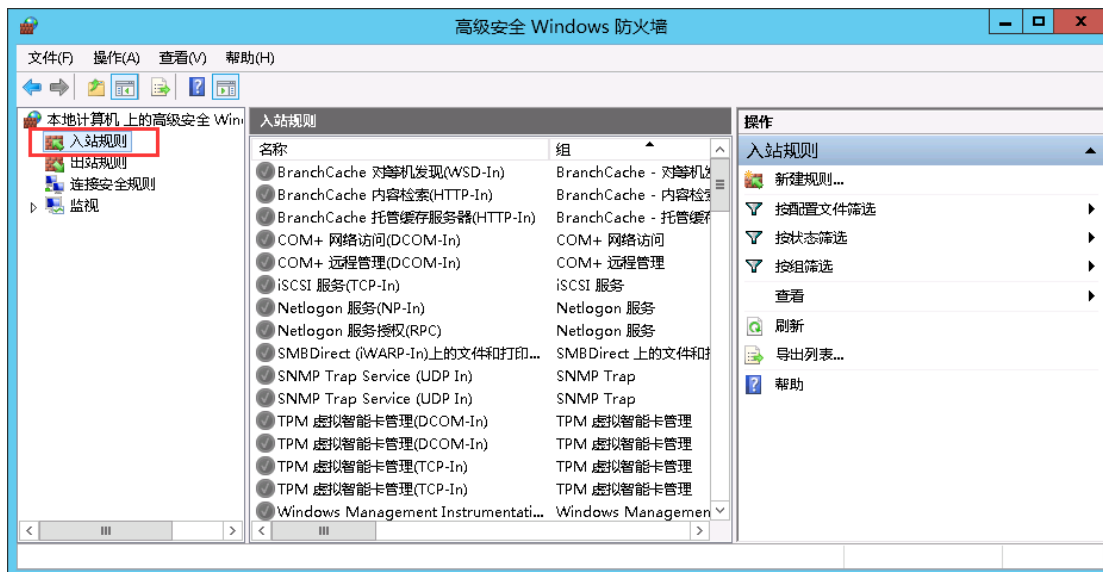 高级安全 Windows 防火墙
文件(F) 操作(A) 查看(V) 帮助(H)
本地计算机 上的高级安全 Win
入站规则
出站规则
连接安全规则
监视
入站规则
名称 组
BranchCache 对等机发现(WSD-In) BranchCache - 对等机发
BranchCache 内容检索(HTTP-In) BranchCache - 内容检索
BranchCache 托管缓存服务器(HTTP-In) BranchCache - 托管缓存
COM+ 网络访问(DCOM-In) COM+ 网络访问
COM+ 远程管理(DCOM-In) COM+ 远程管理
iSCSI 服务(TCP-In) iSCSI 服务
Netlogon 服务(NP-In) Netlogon 服务
Netlogon 服务授权(RPC) Netlogon 服务
SMBDirect (iWARP-In)上的文件和打印... SMBDirect 上的文件和
SNMP Trap Service (UDP In) SNMP Trap
SNMP Trap Service (UDP In) SNMP Trap
TPM 虚拟智能卡管理(DCOM-In) TPM 虚拟智能卡管理
TPM 虚拟智能卡管理(DCOM-In) TPM 虚拟智能卡管理
TPM 虚拟智能卡管理(TCP-In) TPM 虚拟智能卡管理
TPM 虚拟智能卡管理(TCP-In) TPM 虚拟智能卡管理
Windows Management Instrumentati... Windows Managemen
操作
入站规则
新建规则...
按配置文件筛选
按状态筛选
按组筛选
查看
刷新
导出列表...
帮助